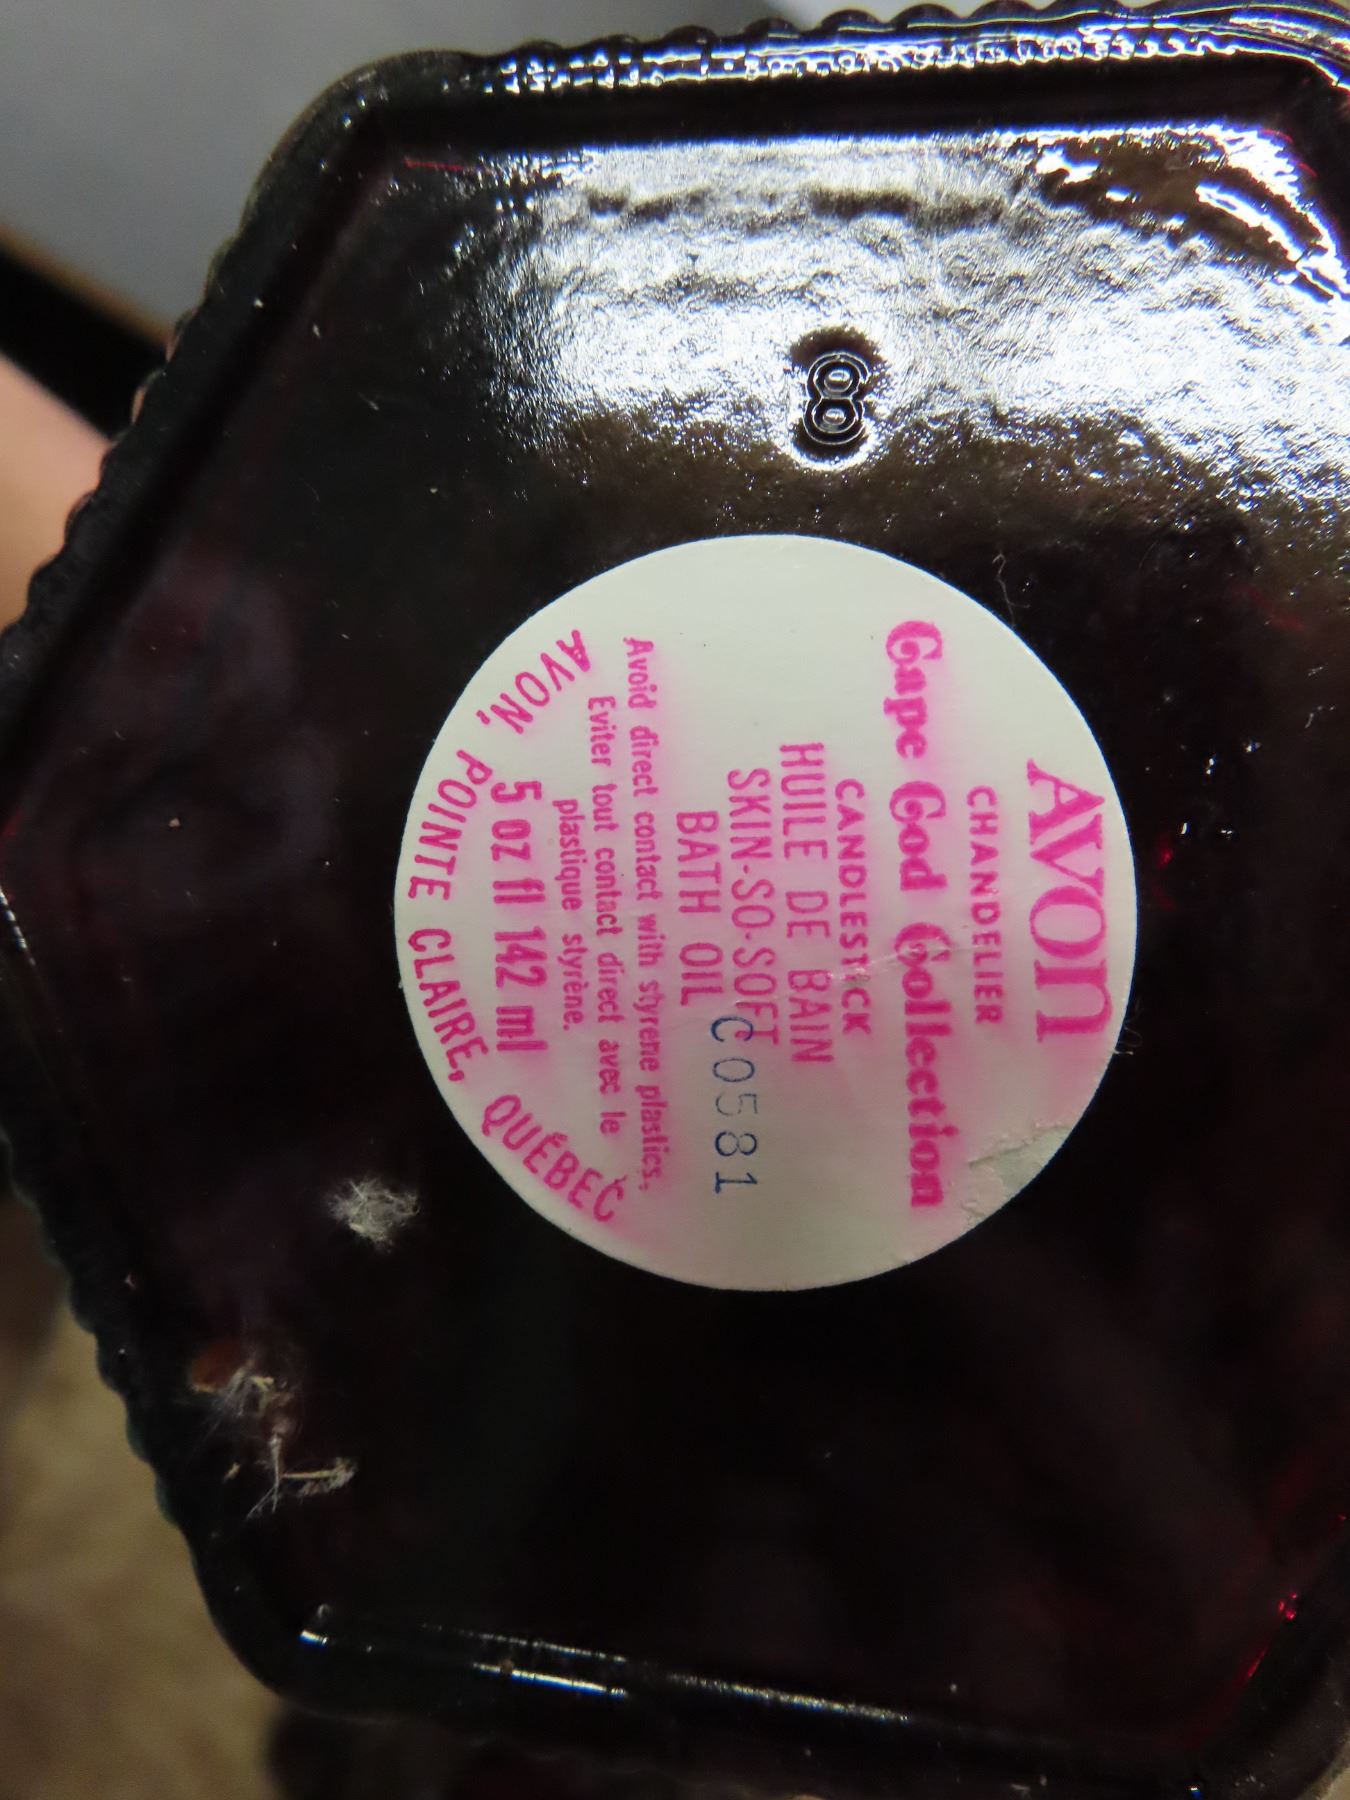 AVON
CHANDELIER
Cape Cod Collection
CANDLESTICK
HUILE DE BAIN
SKIN-SO-SOFT
BATH OIL
C0581
Avoid direct contact with styrene plastics.
Eviter tout contact direct avec le
plastique styrène.
5 oz fl 142 ml
AVON, POINTE CLAIRE, QUÉBEC
8